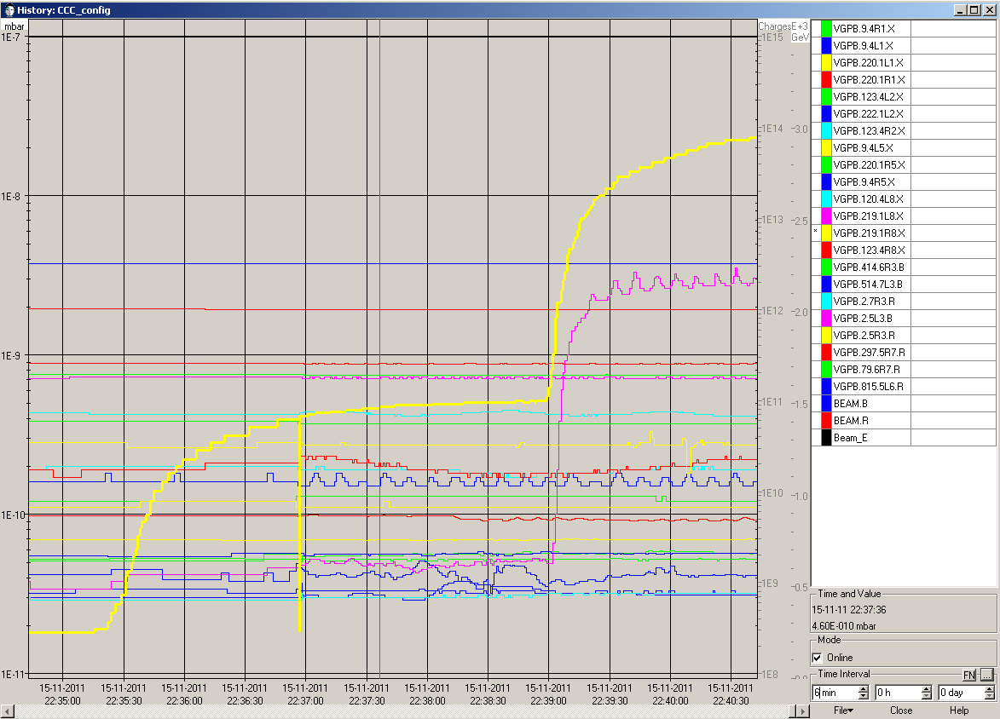 History: CCC_config
mbar
1E-7
1E-8
1E-9
1E-10
1E-11
Charges E+3
GeV
1E15
1E14
1E13
1E12
1E11
1E10
1E9
1E8
-3.0
-2.5
-2.0
-1.5
-1.0
-0.5
VGPB.9.4R1.X
VGPB.9.4L1.X
VGPB.220.1L1.X
VGPB.220.1R1.X
VGPB.123.4L2.X
VGPB.222.1L2.X
VGPB.123.4R2.X
VGPB.9.4L5.X
VGPB.220.1R5.X
VGPB.9.4R5.X
VGPB.120.4L8.X
VGPB.219.1L8.X
* VGPB.219.1R8.X
VGPB.123.4R8.X
VGPB.414.6R3.B
VGPB.514.7L3.B
VGPB.2.7R3.R
VGPB.2.5L3.B
VGPB.2.5R3.R
VGPB.297.5R7.R
VGPB.79.6R7.R
VGPB.815.5L6.R
BEAM.B
BEAM.R
Beam_E
15-11-2011 15-11-2011 15-11-2011 15-11-2011 15-11-2011 15-11-2011 15-11-2011 15-11-2011 15-11-2011 15-11-2011 15-11-2011 15-11-2011
22:35:00 22:35:30 22:36:00 22:36:30 22:37:00 22:37:30 22:38:00 22:38:30 22:39:00 22:39:30 22:40:00 22:40:30
Time and Value
15-11-11 22:37:36
4.60E-010 mbar
Mode
Online
Time Interval FN ...
6 min 0 h 0 day
File Close Help